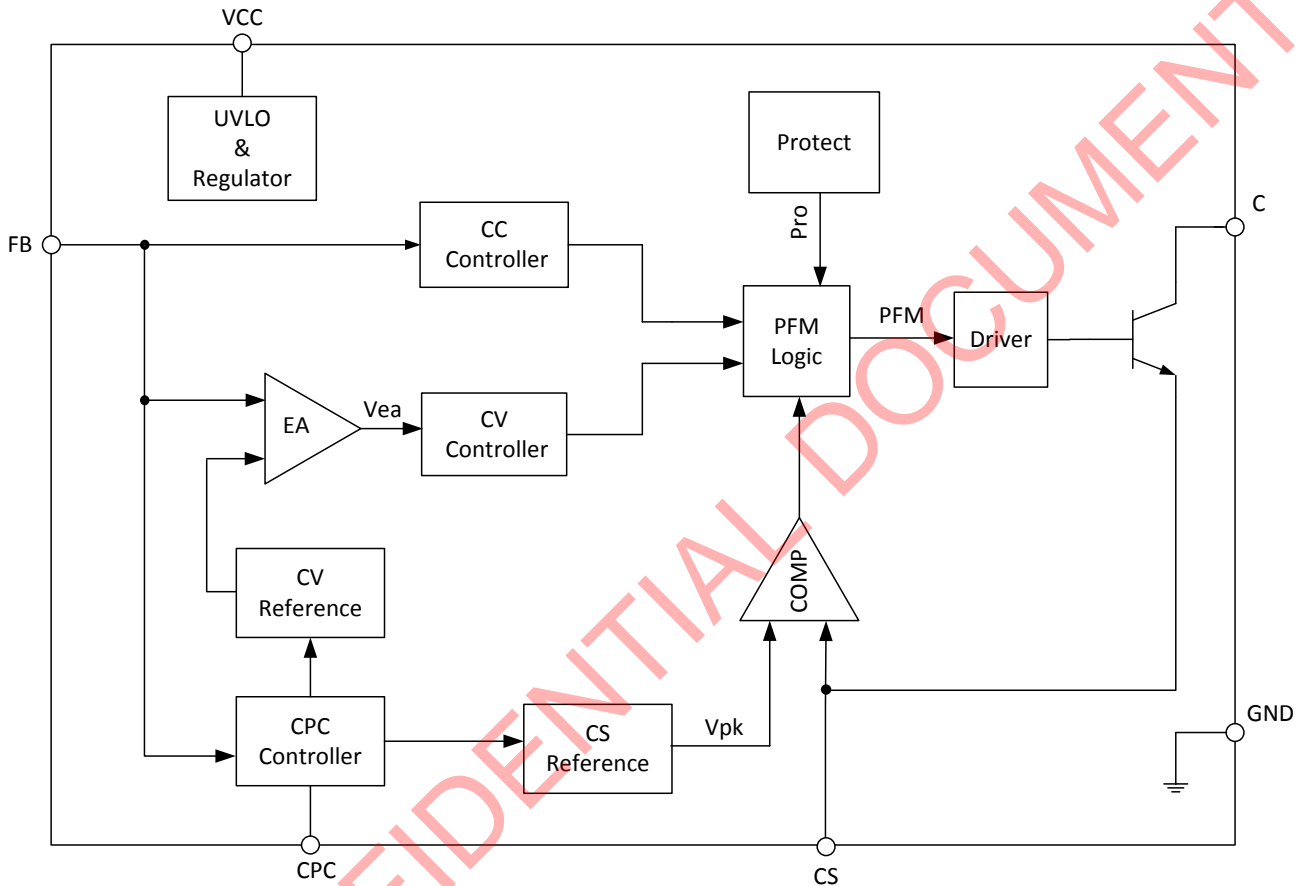 VCC
UVLO
&
Regulator
Protect
Pro
C
FB
CC
Controller
PFM
Logic
PFM
Driver
EA
Vea
CV
Controller
COMP
CV
Reference
CPC
Controller
CS
Reference
Vpk
GND
CPC
CS
FIDENTIAL DOCUMENT